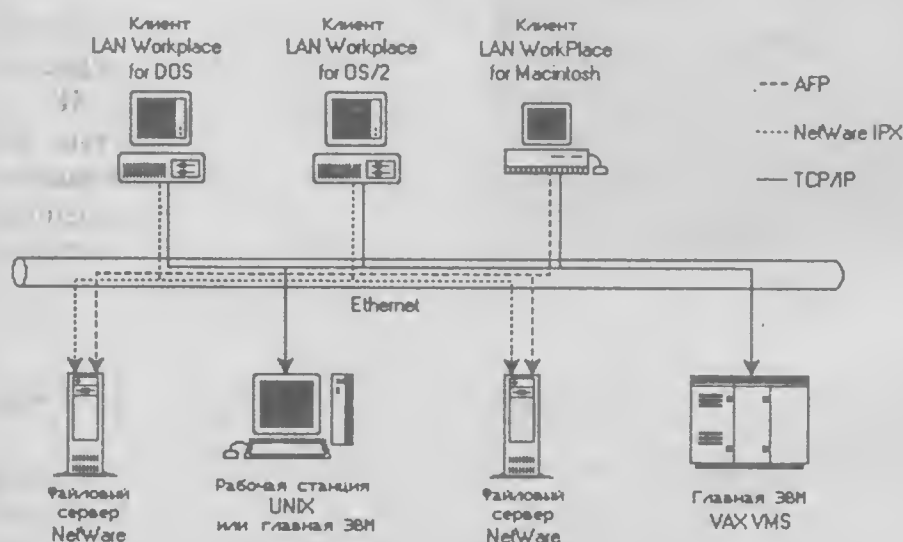 Клиент
LAN Workplace
for DOS
Клиент
LAN Workplace
for OS/2
Клиент
LAN WorkPlace
for Macintosh
AFP
NetWare IPX
TCP/IP
Ethernet
Файловый
сервер
NetWare
Рабочая станция
UNIX
или главная ЭВМ
Файловый
сервер
NetWare
Главная ЭВМ
VAX VMS